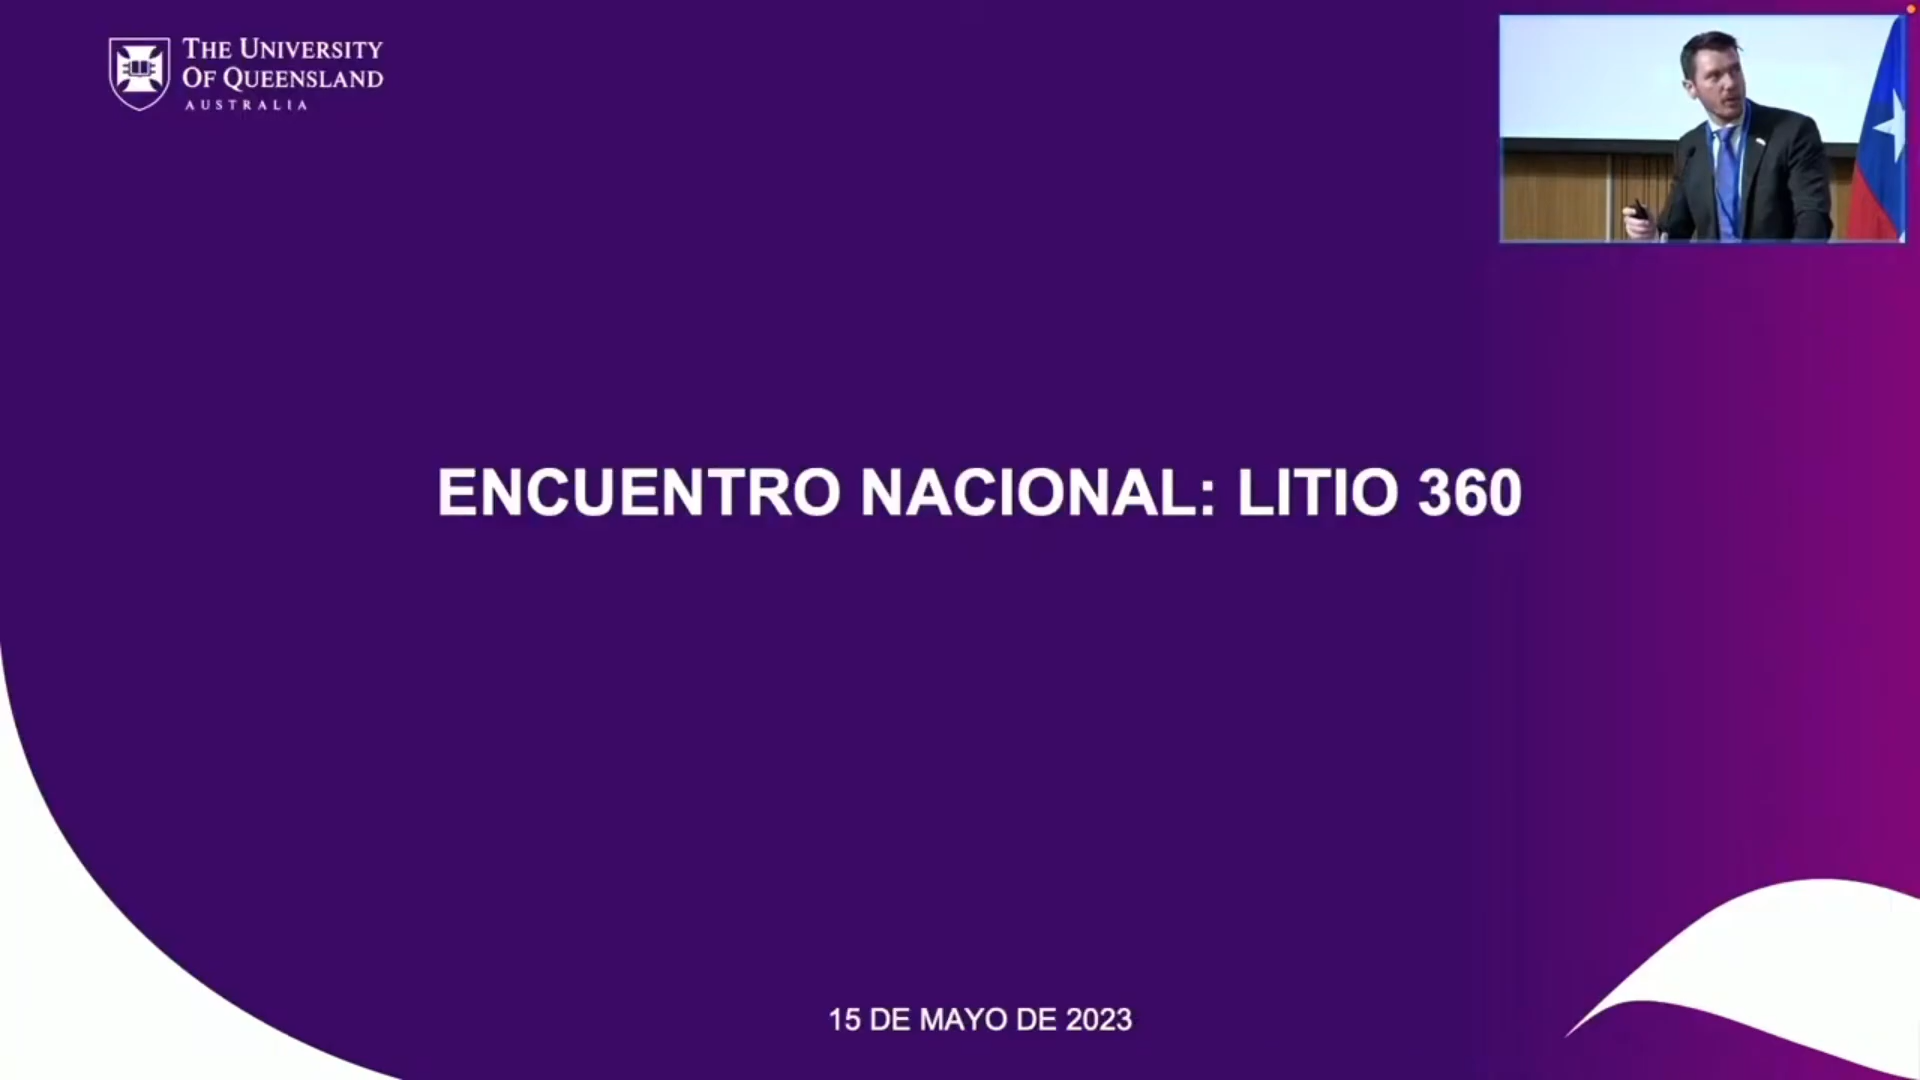 THE UNIVERSITY
OF QUEENSLAND
AUSTRALIA
ENCUENTRO NACIONAL: LITIO 360
15 DE MAYO DE 2023